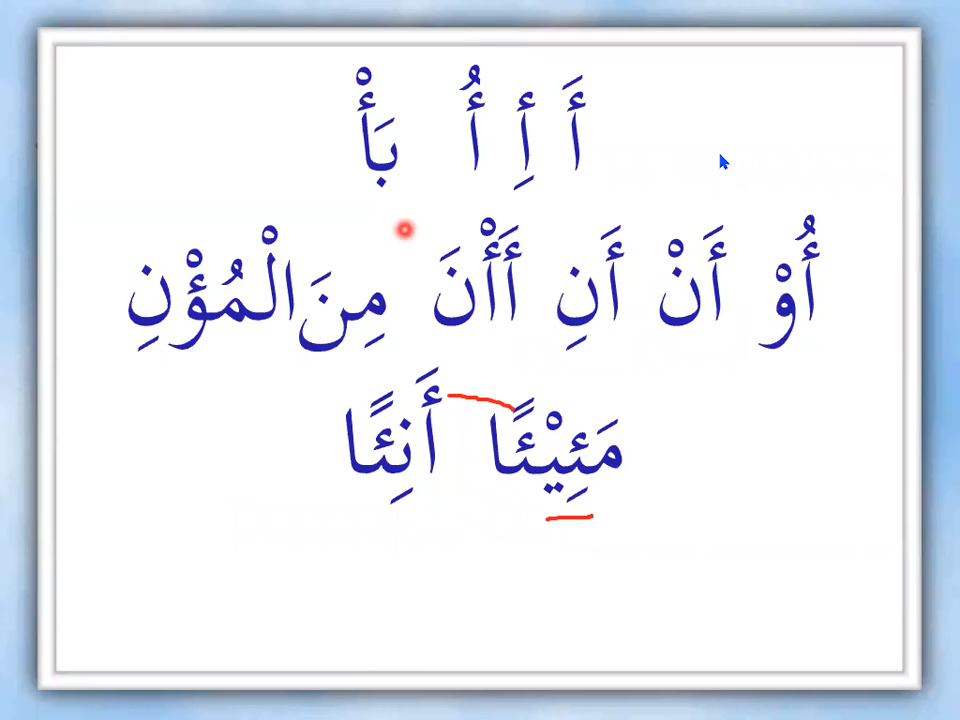 أَ أِ أُ بَأْ
أُوْ أَنْ أَنِ أَأْنَ مِنَ الْمُؤْنِ
مَئِيْئًا أَنِئًا